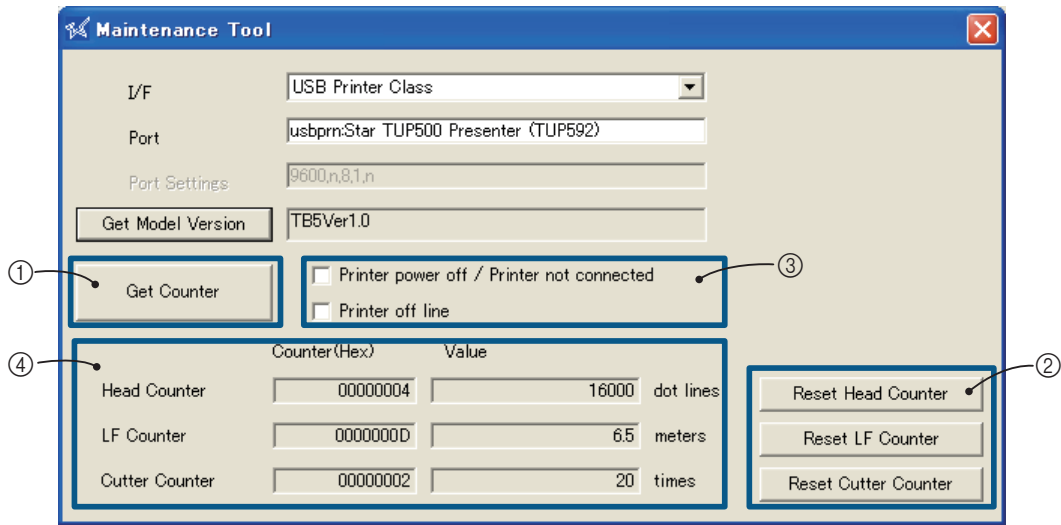 Maintenance Tool
I/F USB Printer Class
Port usbprn:Star TUP500 Presenter (TUP592)
Port Settings 9600,n,8,1,n
Get Model Version TB5Ver1.0
① Get Counter
Printer power off / Printer not connected ③
Printer off line
④ Counter(Hex) Value
Head Counter 00000004 16000 dot lines
LF Counter 0000000D 6.5 meters
Cutter Counter 00000002 20 times
②
Reset Head Counter
Reset LF Counter
Reset Cutter Counter